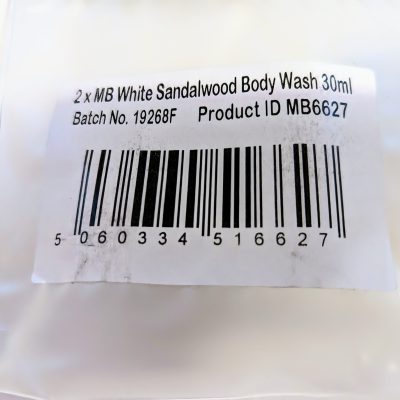 2 x MB White Sandalwood Body Wash 30ml
Batch No. 19268F Product ID MB6627
5 060334 516627